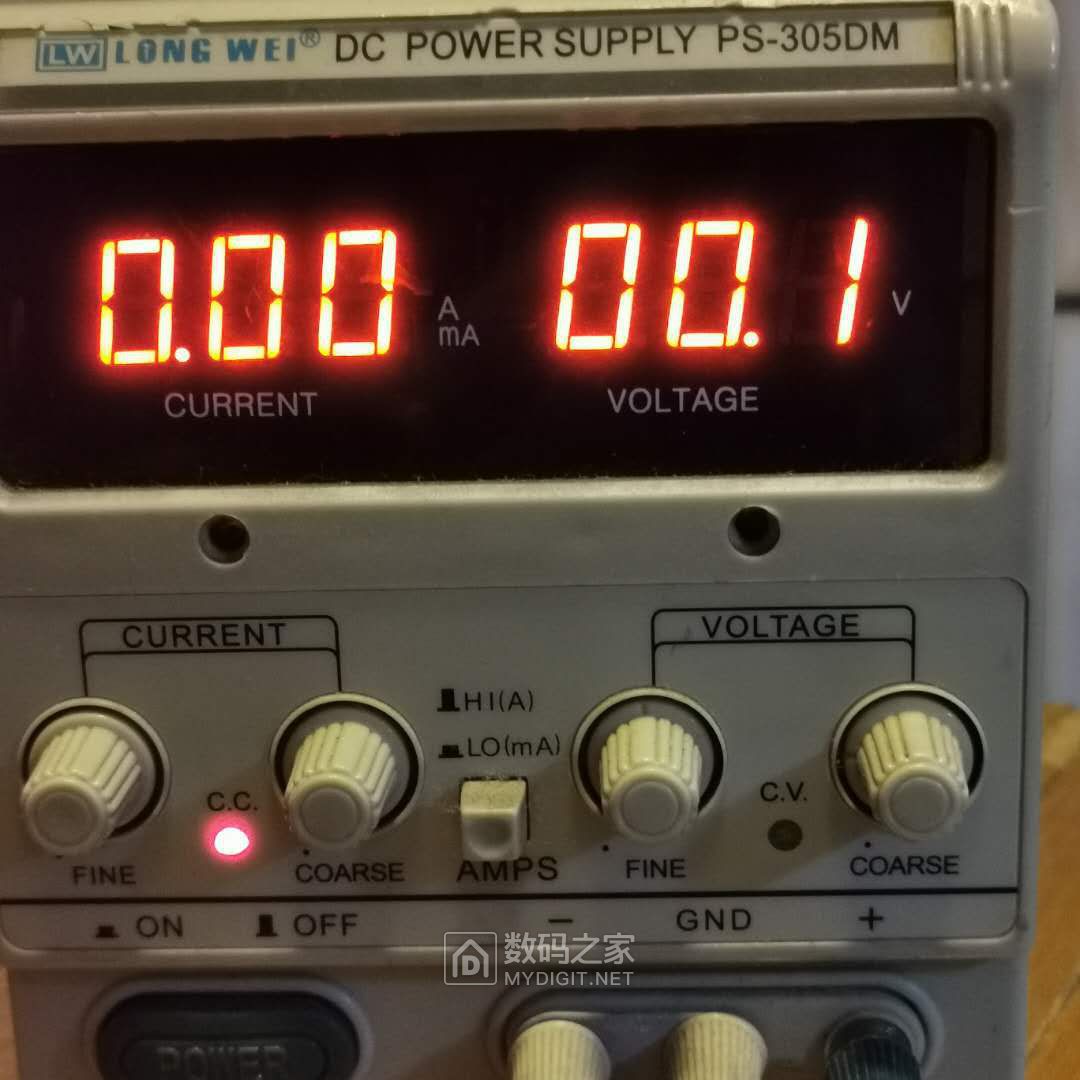 LW LONG WEI® DC POWER SUPPLY PS-305DM
0.00 A mA 00.1 V
CURRENT VOLTAGE
CURRENT VOLTAGE
HI(A)
LO(mA)
C.C. C.V.
FINE COARSE AMPS FINE COARSE
ON OFF - GND +
数码之家
MYDIGIT.NET
POWER